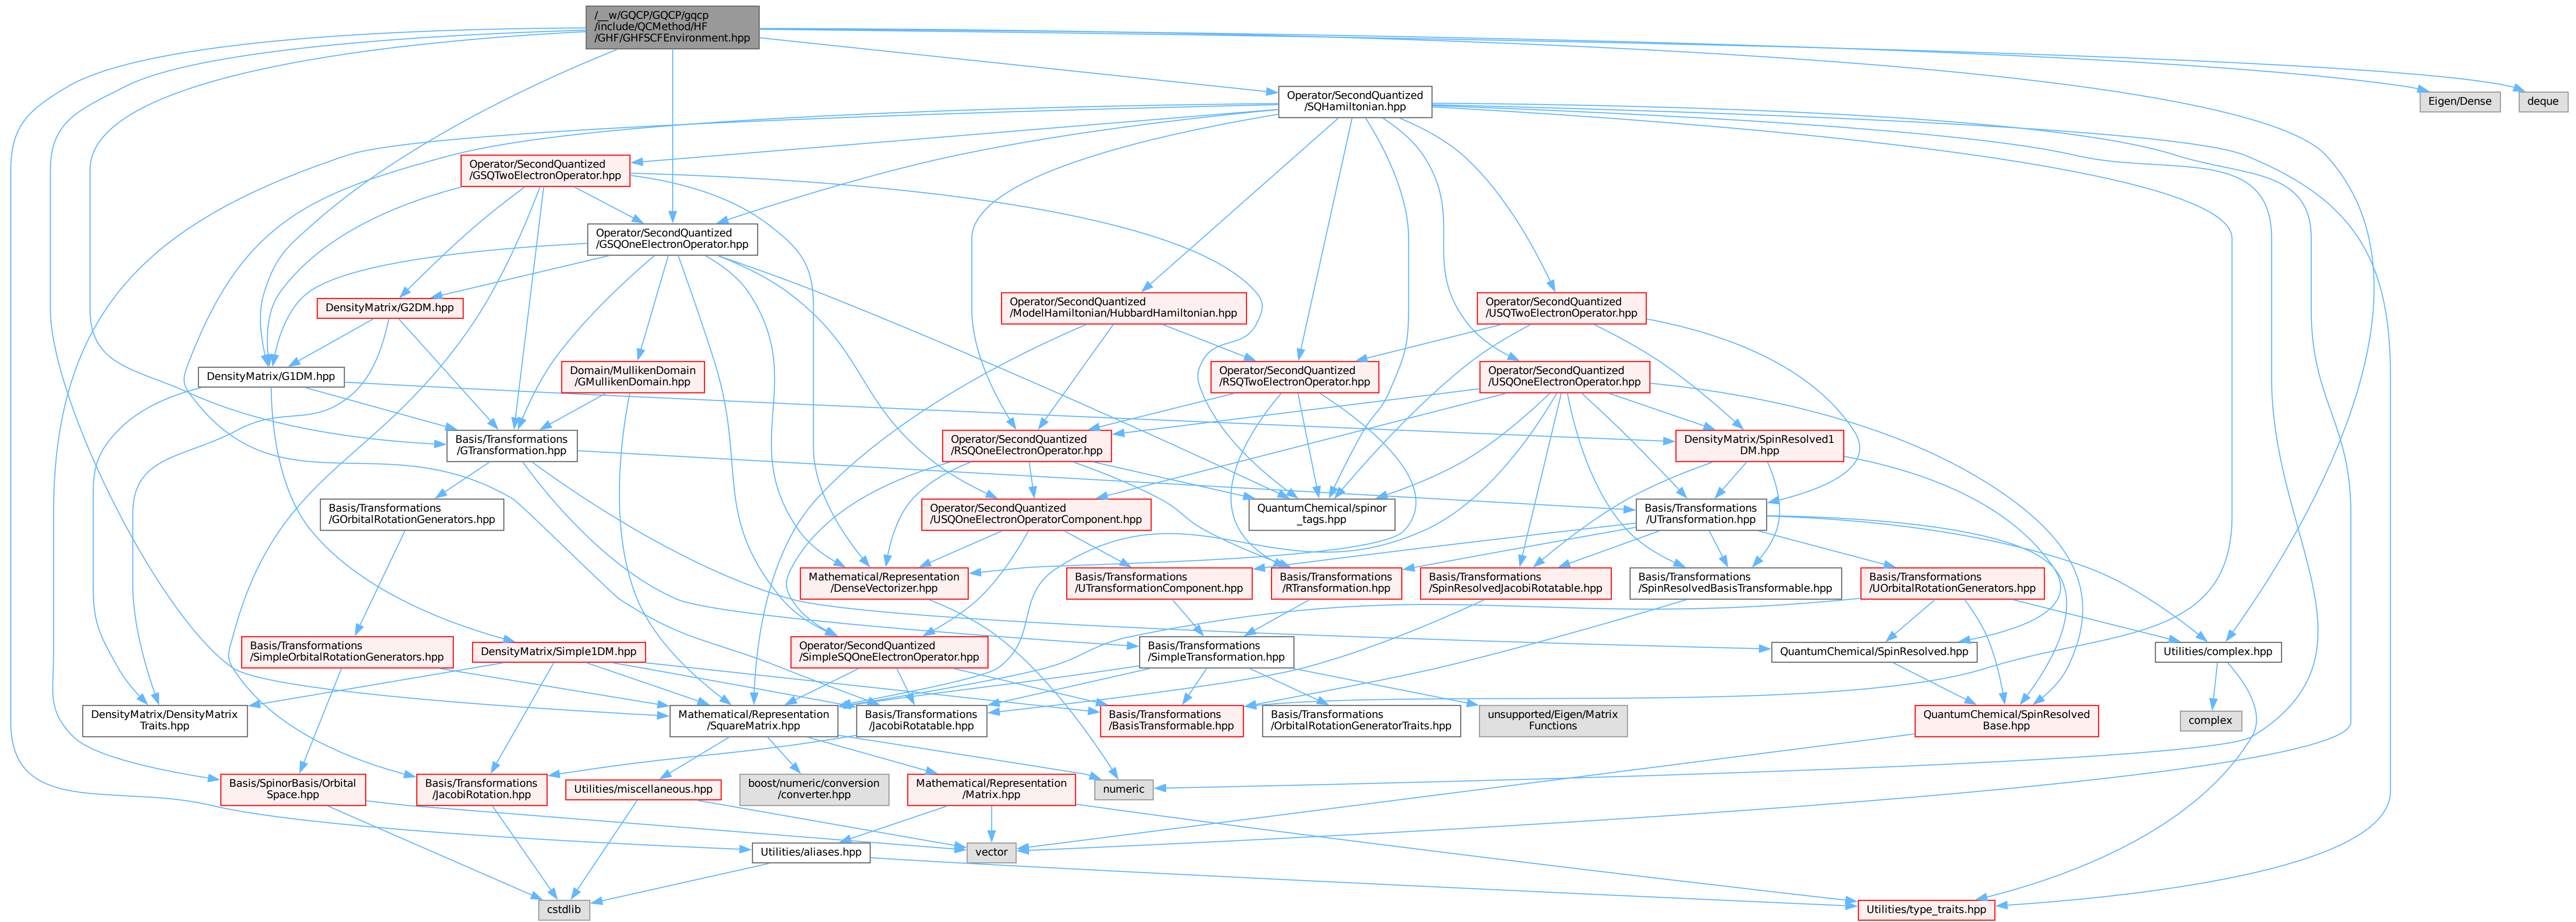 /__w/GQCP/GQCP/gqcp
/include/QCMethod/HF
/GHF/GHFSCFEnvironment.hpp
Operator/SecondQuantized
/SQHamiltonian.hpp
Eigen/Dense
deque
Operator/SecondQuantized
/GSQTwoElectronOperator.hpp
Operator/SecondQuantized
/GSQOneElectronOperator.hpp
DensityMatrix/G2DM.hpp
Operator/SecondQuantized
/ModelHamiltonian/HubbardHamiltonian.hpp
Operator/SecondQuantized
/USQTwoElectronOperator.hpp
DensityMatrix/G1DM.hpp
Domain/MullikenDomain
/GMullikenDomain.hpp
Operator/SecondQuantized
/RSQTwoElectronOperator.hpp
Operator/SecondQuantized
/USQOneElectronOperator.hpp
Basis/Transformations
/GTransformation.hpp
Operator/SecondQuantized
/RSQOneElectronOperator.hpp
DensityMatrix/SpinResolved1
DM.hpp
Basis/Transformations
/GOrbitalRotationGenerators.hpp
Operator/SecondQuantized
/USQOneElectronOperatorComponent.hpp
QuantumChemistry/spinor
_tags.hpp
Basis/Transformations
/UTransformation.hpp
Mathematical/Representation
/DenseVectorizer.hpp
Basis/Transformations
/UTransformationComponent.hpp
Basis/Transformations
/RTransformation.hpp
Basis/Transformations
/SpinResolvedJacobiRotatable.hpp
Basis/Transformations
/SpinResolvedBasisTransformable.hpp
Basis/Transformations
/UOrbitalRotationGenerators.hpp
Basis/Transformations
/SimpleOrbitalRotationGenerators.hpp
DensityMatrix/Simple1DM.hpp
Operator/SecondQuantized
/SimpleSQOneElectronOperator.hpp
Basis/Transformations
/SimpleTransformation.hpp
QuantumChemical/SpinResolved.hpp
Utilities/complex.hpp
DensityMatrix/DensityMatrix
Traits.hpp
Mathematical/Representation
/SquareMatrix.hpp
Basis/Transformations
/JacobiRotatable.hpp
Basis/Transformations
/BasisTransformable.hpp
Basis/Transformations
/OrbitalRotationGeneratorTraits.hpp
unsupported/Eigen/Matrix
Functions
QuantumChemical/SpinResolved
Base.hpp
complex
Basis/SpinorBasis/Orbital
Space.hpp
Basis/Transformations
/JacobiRotation.hpp
Utilities/miscellaneous.hpp
boost/numeric/conversion
/converter.hpp
Mathematical/Representation
/Matrix.hpp
numeric
Utilities/aliases.hpp
vector
cstdlib
Utilities/type_traits.hpp